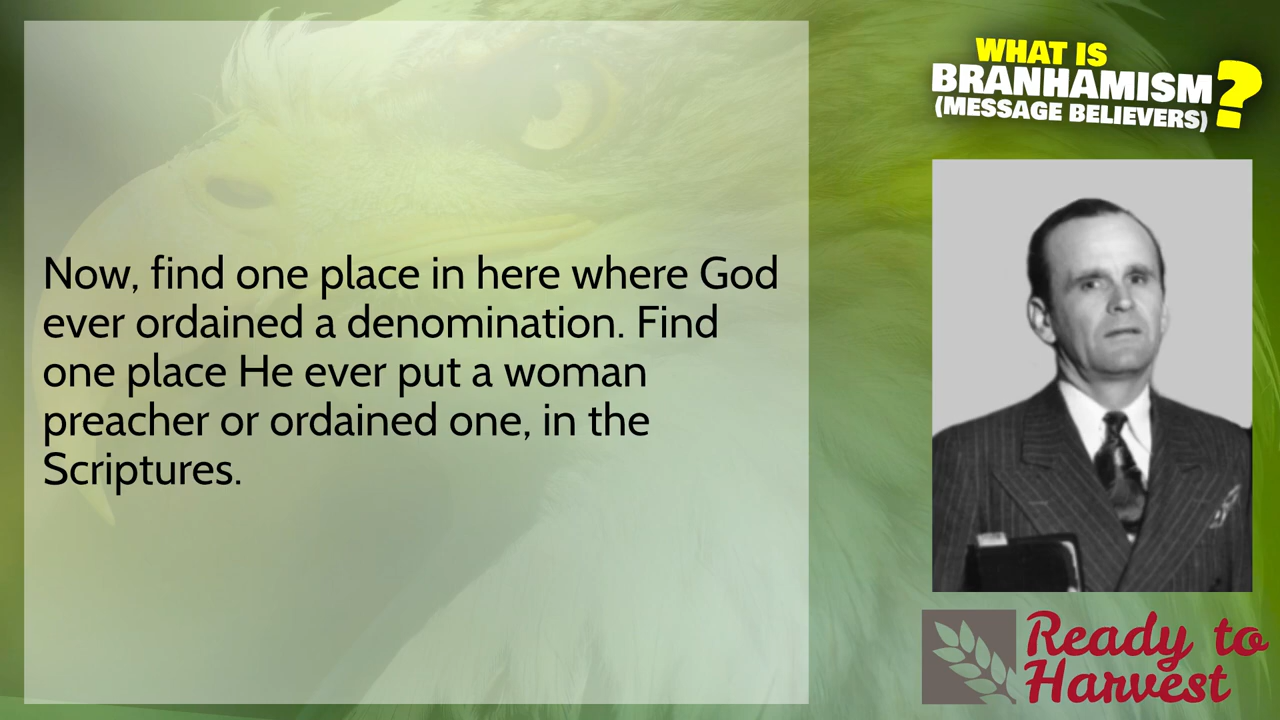 Now, find one place in here where God
ever ordained a denomination. Find
one place He ever put a woman
preacher or ordained one, in the
Scriptures.
WHAT IS
BRANHAMISM?
(MESSAGE BELIEVERS)
Ready to
Harvest